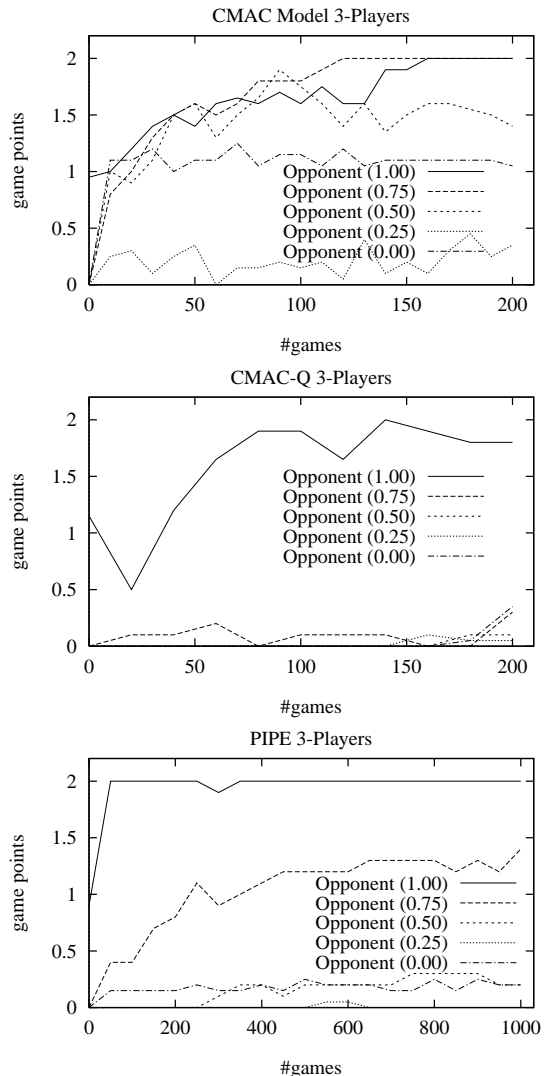 CMAC Model 3-Players
2
1.5
1
0.5
0
game points
Opponent (1.00)
Opponent (0.75)
Opponent (0.50)
Opponent (0.25)
Opponent (0.00)
0 50 100 150 200
#games
CMAC-Q 3-Players
2
1.5
1
0.5
0
game points
Opponent (1.00)
Opponent (0.75)
Opponent (0.50)
Opponent (0.25)
Opponent (0.00)
0 50 100 150 200
#games
PIPE 3-Players
2
1.5
1
0.5
0
game points
Opponent (1.00)
Opponent (0.75)
Opponent (0.50)
Opponent (0.25)
Opponent (0.00)
0 200 400 600 800 1000
#games